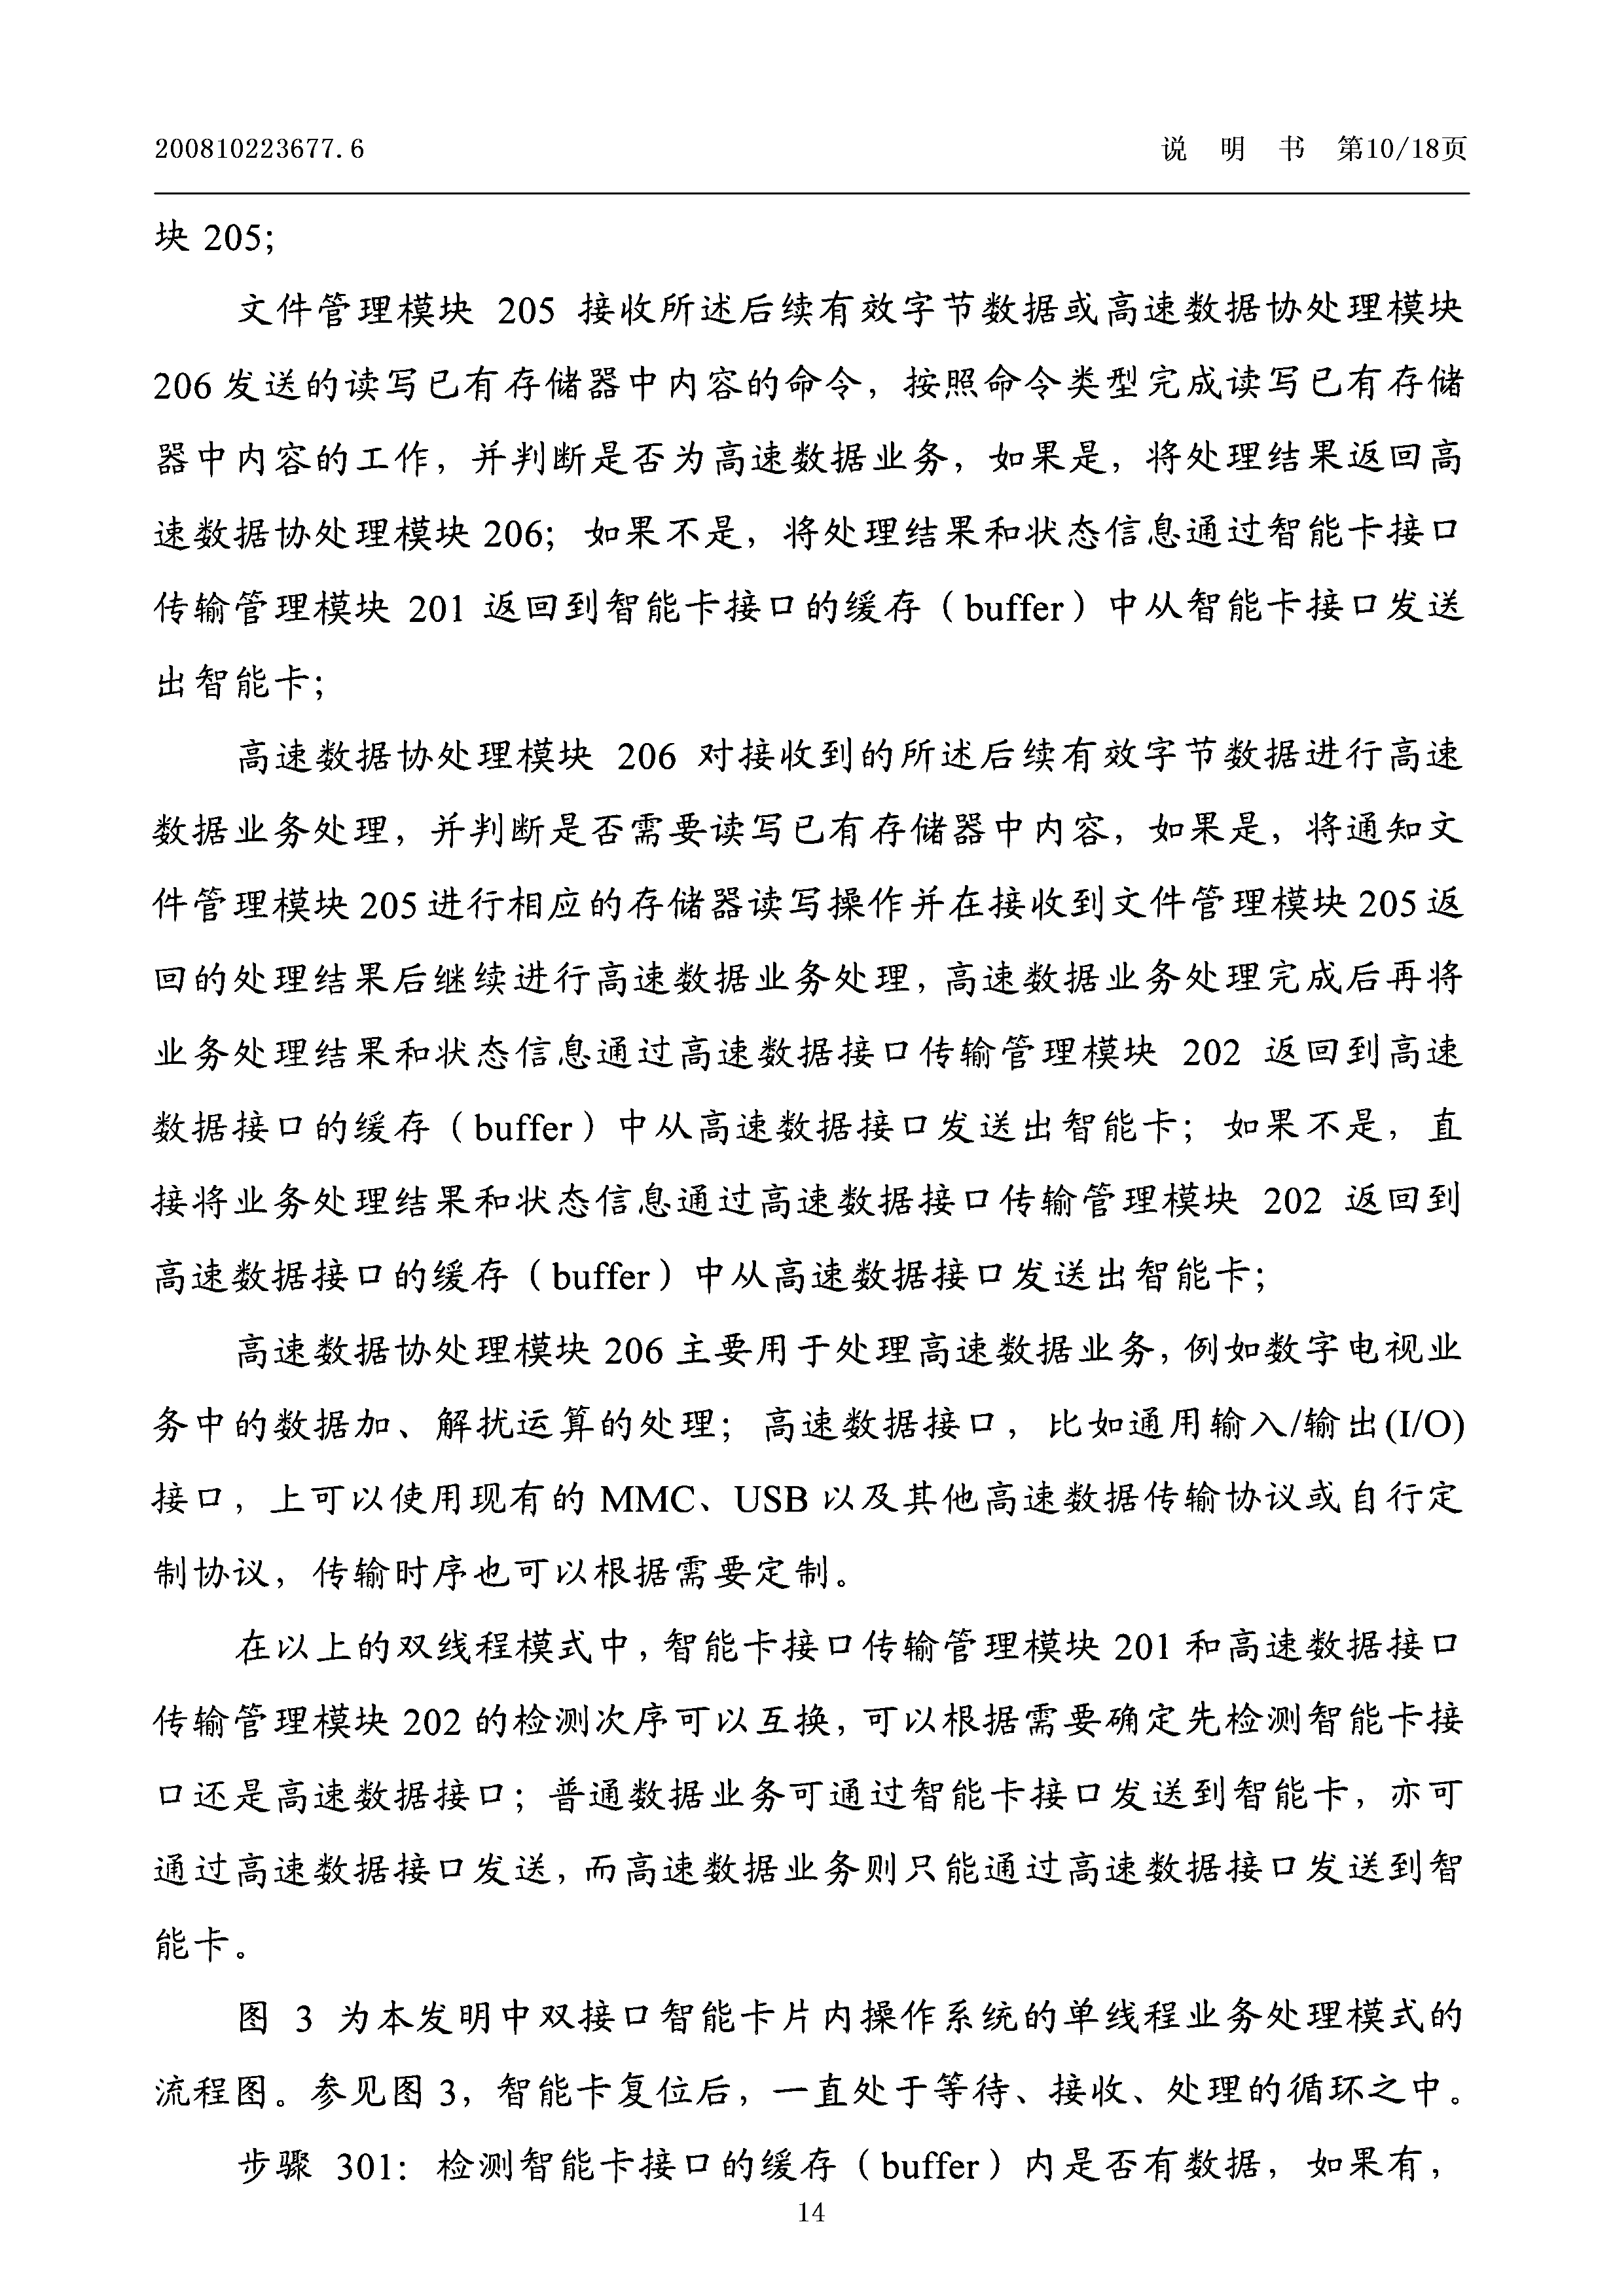 200810223677.6 说 明 书 第10/18页
块 205;
文件管理模块 205 接收所述后续有效字节数据或高速数据协处理模块
206 发送的读写已有存储器中内容的命令，按照命令类型完成读写已有存储
器中内容的工作，并判断是否为高速数据业务，如果是，将处理结果返回高
速数据协处理模块 206；如果不是，将处理结果和状态信息通过智能卡接口
传输管理模块 201 返回到智能卡接口的缓存（buffer）中从智能卡接口发送
出智能卡；
高速数据协处理模块 206 对接收到的所述后续有效字节数据进行高速
数据业务处理，并判断是否需要读写已有存储器中内容，如果是，将通知文
件管理模块 205 进行相应的存储器读写操作并在接收到文件管理模块 205 返
回的处理结果后继续进行高速数据业务处理，高速数据业务处理完成后再将
业务处理结果和状态信息通过高速数据接口传输管理模块 202 返回到高速
数据接口的缓存（buffer）中从高速数据接口发送出智能卡；如果不是，直
接将业务处理结果和状态信息通过高速数据接口传输管理模块 202 返回到
高速数据接口的缓存（buffer）中从高速数据接口发送出智能卡；
高速数据协处理模块 206 主要用于处理高速数据业务，例如数字电视业
务中的数据加、解扰运算的处理；高速数据接口，比如通用输入/输出(I/O)
接口，上可以使用现有的 MMC、USB 以及其他高速数据传输协议或自行定
制协议，传输时序也可以根据需要定制。
在以上的双线程模式中，智能卡接口传输管理模块 201 和高速数据接口
传输管理模块 202 的检测次序可以互换，可以根据需要确定先检测智能卡接
口还是高速数据接口；普通数据业务可通过智能卡接口发送到智能卡，亦可
通过高速数据接口发送，而高速数据业务则只能通过高速数据接口发送到智
能卡。
图 3 为本发明中双接口智能卡片内操作系统的单线程业务处理模式的
流程图。参见图 3，智能卡复位后，一直处于等待、接收、处理的循环之中。
步骤 301：检测智能卡接口的缓存（buffer）内是否有数据，如果有，
14